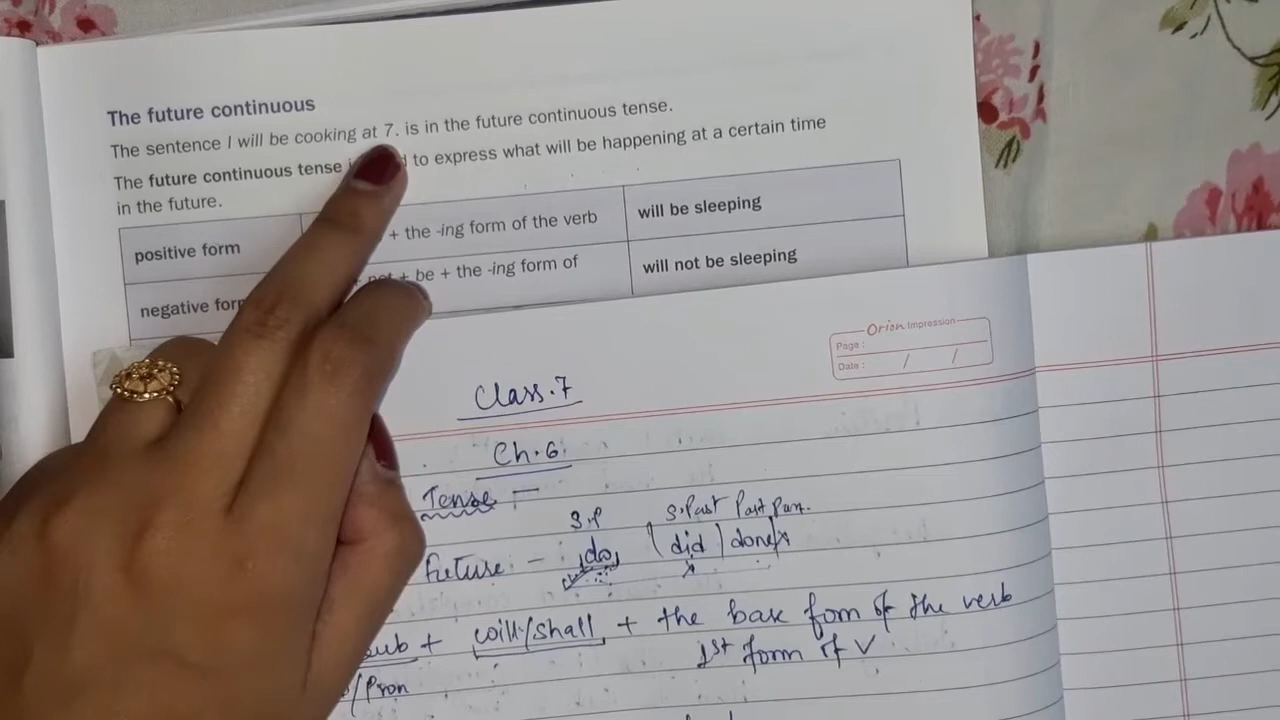 The future continuous
The sentence I will be cooking at 7. is in the future continuous tense.
The future continuous tense to express what will be happening at a certain time
in the future.
positive form + the -ing form of the verb will be sleeping
negative + be + the -ing form of will not be sleeping
Orion Impression
Page :
Date : / /
Class.7
Ch.6
Tense –
S.P S.Past Past Par.
future – do (did) done
sub + will/shall + the base form of the verb
1st form of V
/Pron